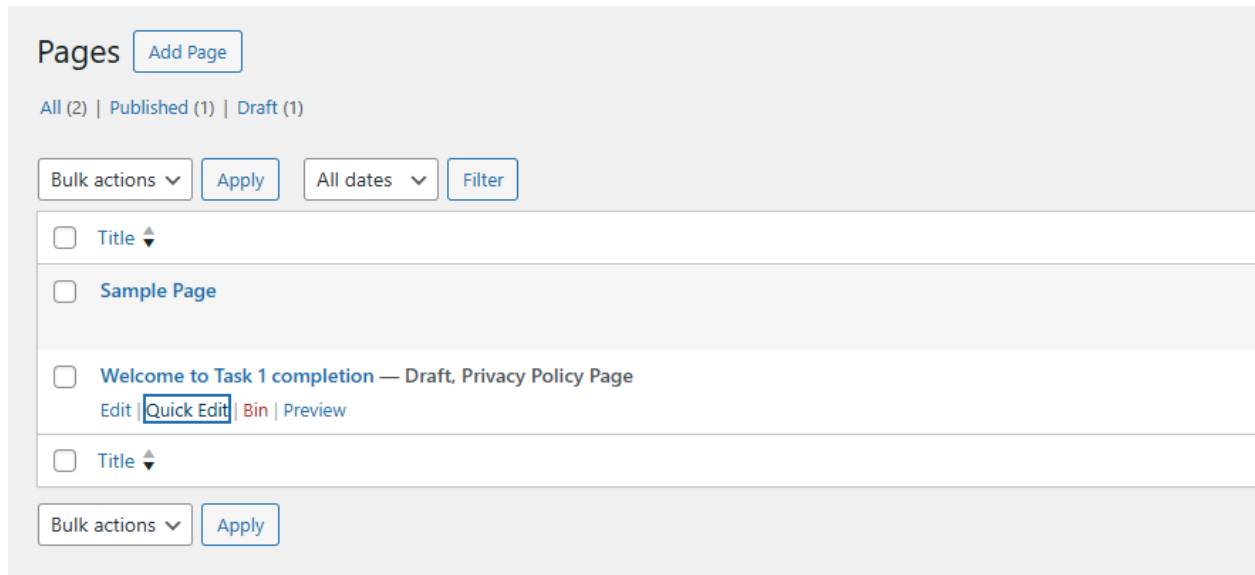 Pages Add Page
All (2) | Published (1) | Draft (1)
Bulk actions Apply All dates Filter
Title
Sample Page
Welcome to Task 1 completion — Draft, Privacy Policy Page
Edit | Quick Edit | Bin | Preview
Title
Bulk actions Apply